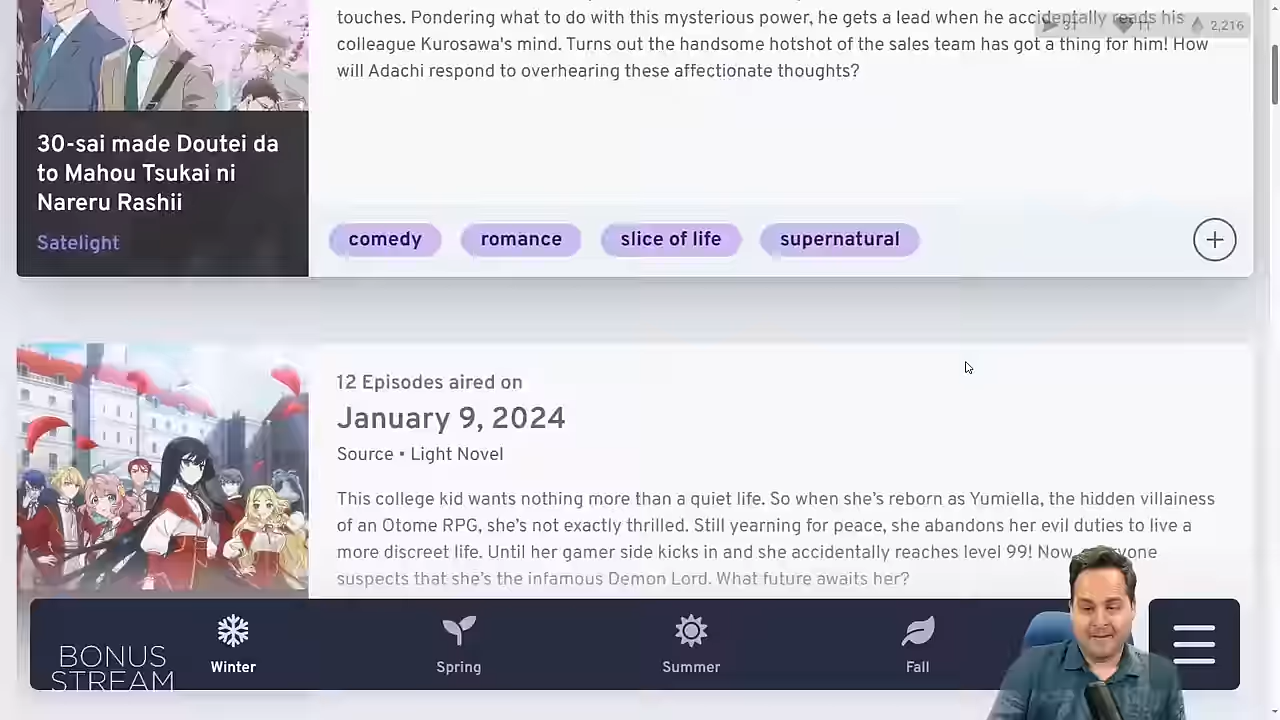 touches. Pondering what to do with this mysterious power, he gets a lead when he accidentally reads his
31 11 2,216
colleague Kurosawa's mind. Turns out the handsome hotshot of the sales team has got a thing for him! How
will Adachi respond to overhearing these affectionate thoughts?
30-sai made Doutei da
to Mahou Tsukai ni
Nareru Rashii
Satelight
comedy romance slice of life supernatural
12 Episodes aired on
January 9, 2024
Source • Light Novel
This college kid wants nothing more than a quiet life. So when she’s reborn as Yumiella, the hidden villainess
of an Otome RPG, she’s not exactly thrilled. Still yearning for peace, she abandons her evil duties to live a
more discreet life. Until her gamer side kicks in and she accidentally reaches level 99! Now, everyone
suspects that she’s the infamous Demon Lord. What future awaits her?
BONUS
STREAM
Winter Spring Summer Fall